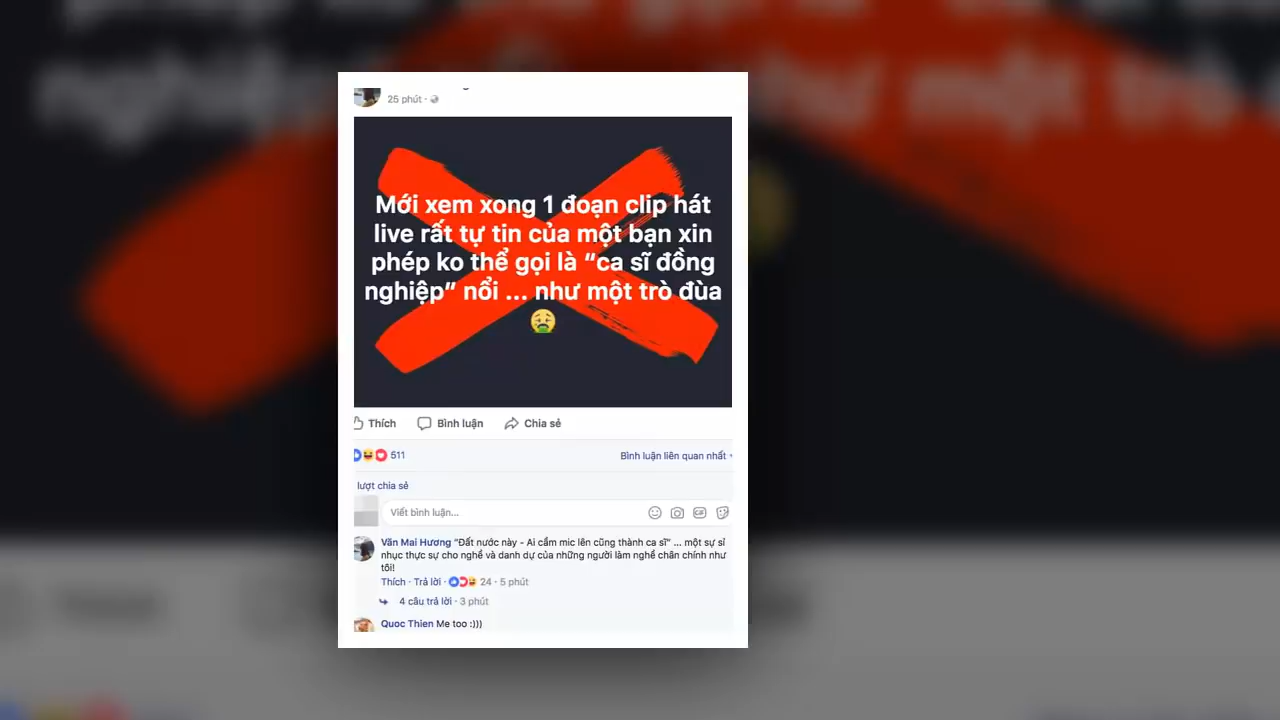 25 phút ·
Mới xem xong 1 đoạn clip hát
live rất tự tin của một bạn xin
phép ko thể gọi là “ca sĩ đồng
nghiệp” nổi ... như một trò đùa
Thích Bình luận Chia sẻ
511 Bình luận liên quan nhất
lượt chia sẻ
Viết bình luận... GIF
Văn Mai Hương "Đất nước này - Ai cầm mic lên cũng thành ca sĩ" ... một sự sỉ
nhục thực sự cho nghề và danh dự của những người làm nghề chân chính như
tôi!
Thích · Trả lời · 24 · 5 phút
4 câu trả lời · 3 phút
Quoc Thien Me too :)))